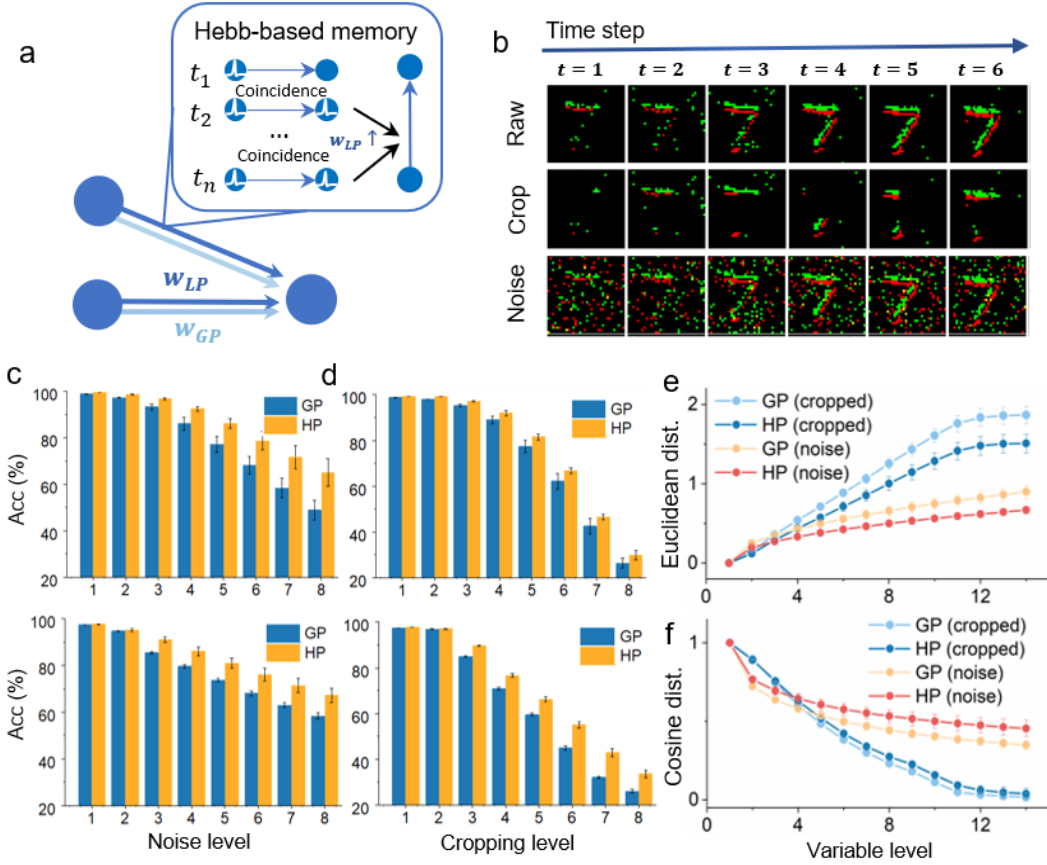 a
Hebb-based memory
t₁
Coincidence
t₂
...
w_LP ↑
Coincidence
tₙ
w_LP
w_GP
b
Time step
t = 1 t = 2 t = 3 t = 4 t = 5 t = 6
Raw
Crop
Noise
c
Acc (%)
100
80
60
40
20
GP
HP
1 2 3 4 5 6 7 8
Acc (%)
100
80
60
40
20
GP
HP
1 2 3 4 5 6 7 8
Noise level
d
100
80
60
40
20
GP
HP
1 2 3 4 5 6 7 8
100
80
60
40
20
GP
HP
1 2 3 4 5 6 7 8
Cropping level
e
Euclidean dist.
2
1
0
GP (cropped)
HP (cropped)
GP (noise)
HP (noise)
0 4 8 12
f
Cosine dist.
1
0
GP (cropped)
HP (cropped)
GP (noise)
HP (noise)
0 4 8 12
Variable level